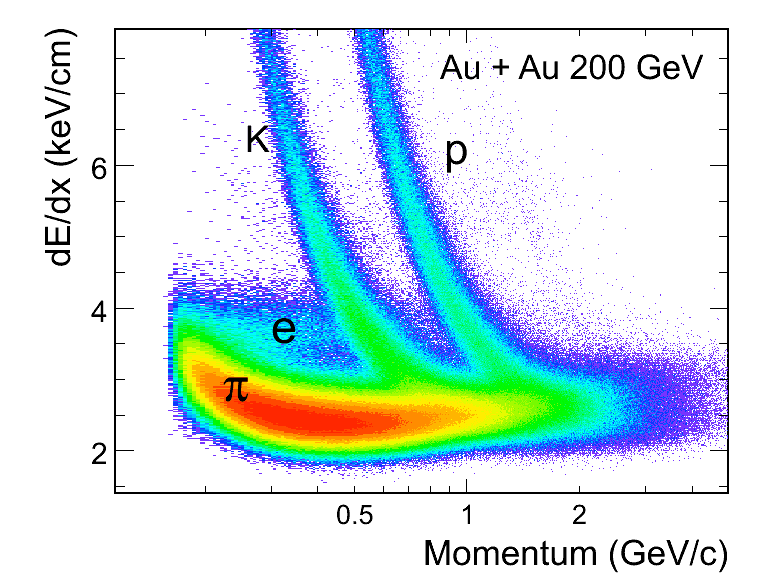 Au + Au 200 GeV
dE/dx (keV/cm)
K
p
6
4
e
π
2
0.5
1
2
Momentum (GeV/c)